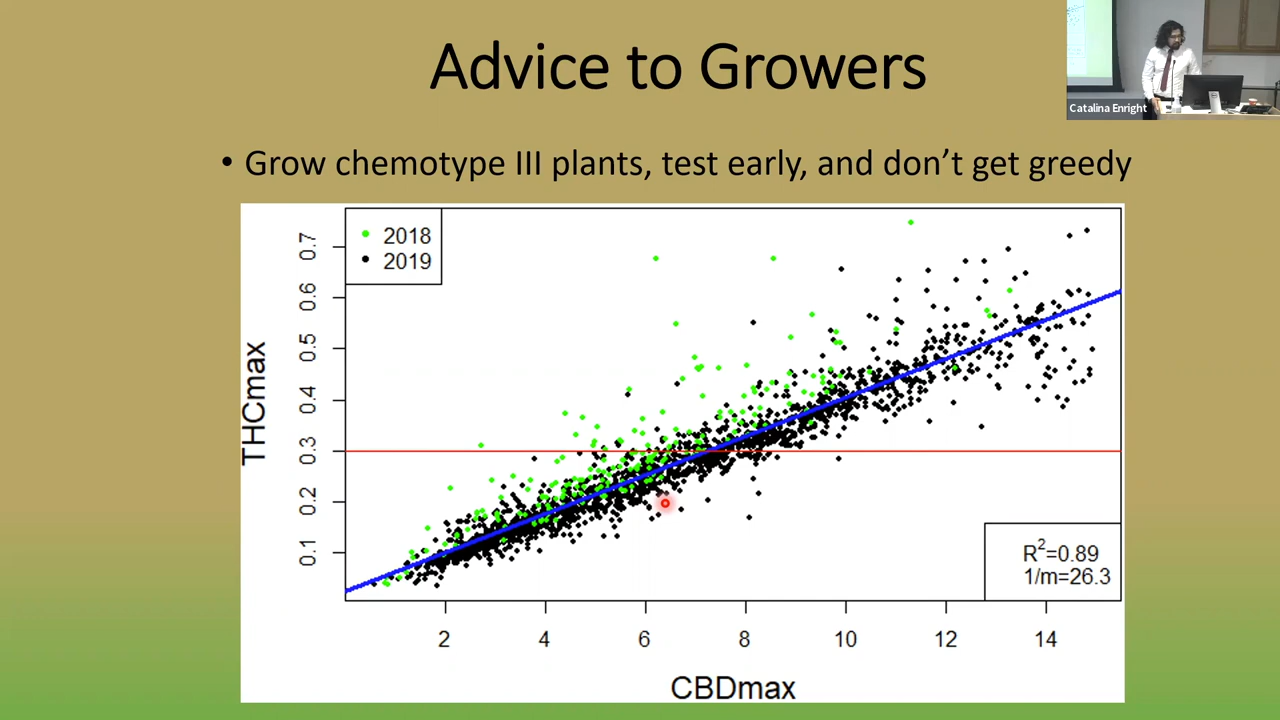 Advice to Growers
Catalina Enright
• Grow chemotype III plants, test early, and don’t get greedy
2018
2019
THCmax
0.7
0.6
0.5
0.4
0.3
0.2
0.1
R²=0.89
1/m=26.3
2 4 6 8 10 12 14
CBDmax